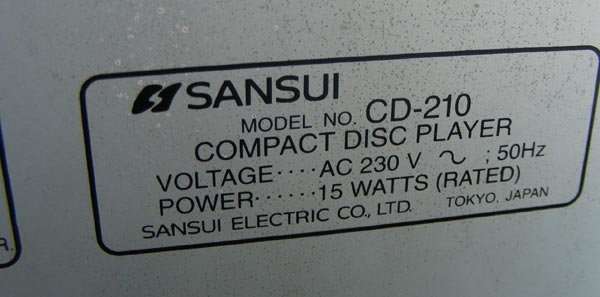 SANSUI
MODEL NO. CD-210
COMPACT DISC PLAYER
VOLTAGE····AC 230 V ~ ; 50Hz
POWER······15 WATTS (RATED)
SANSUI ELECTRIC CO., LTD. TOKYO, JAPAN
R.